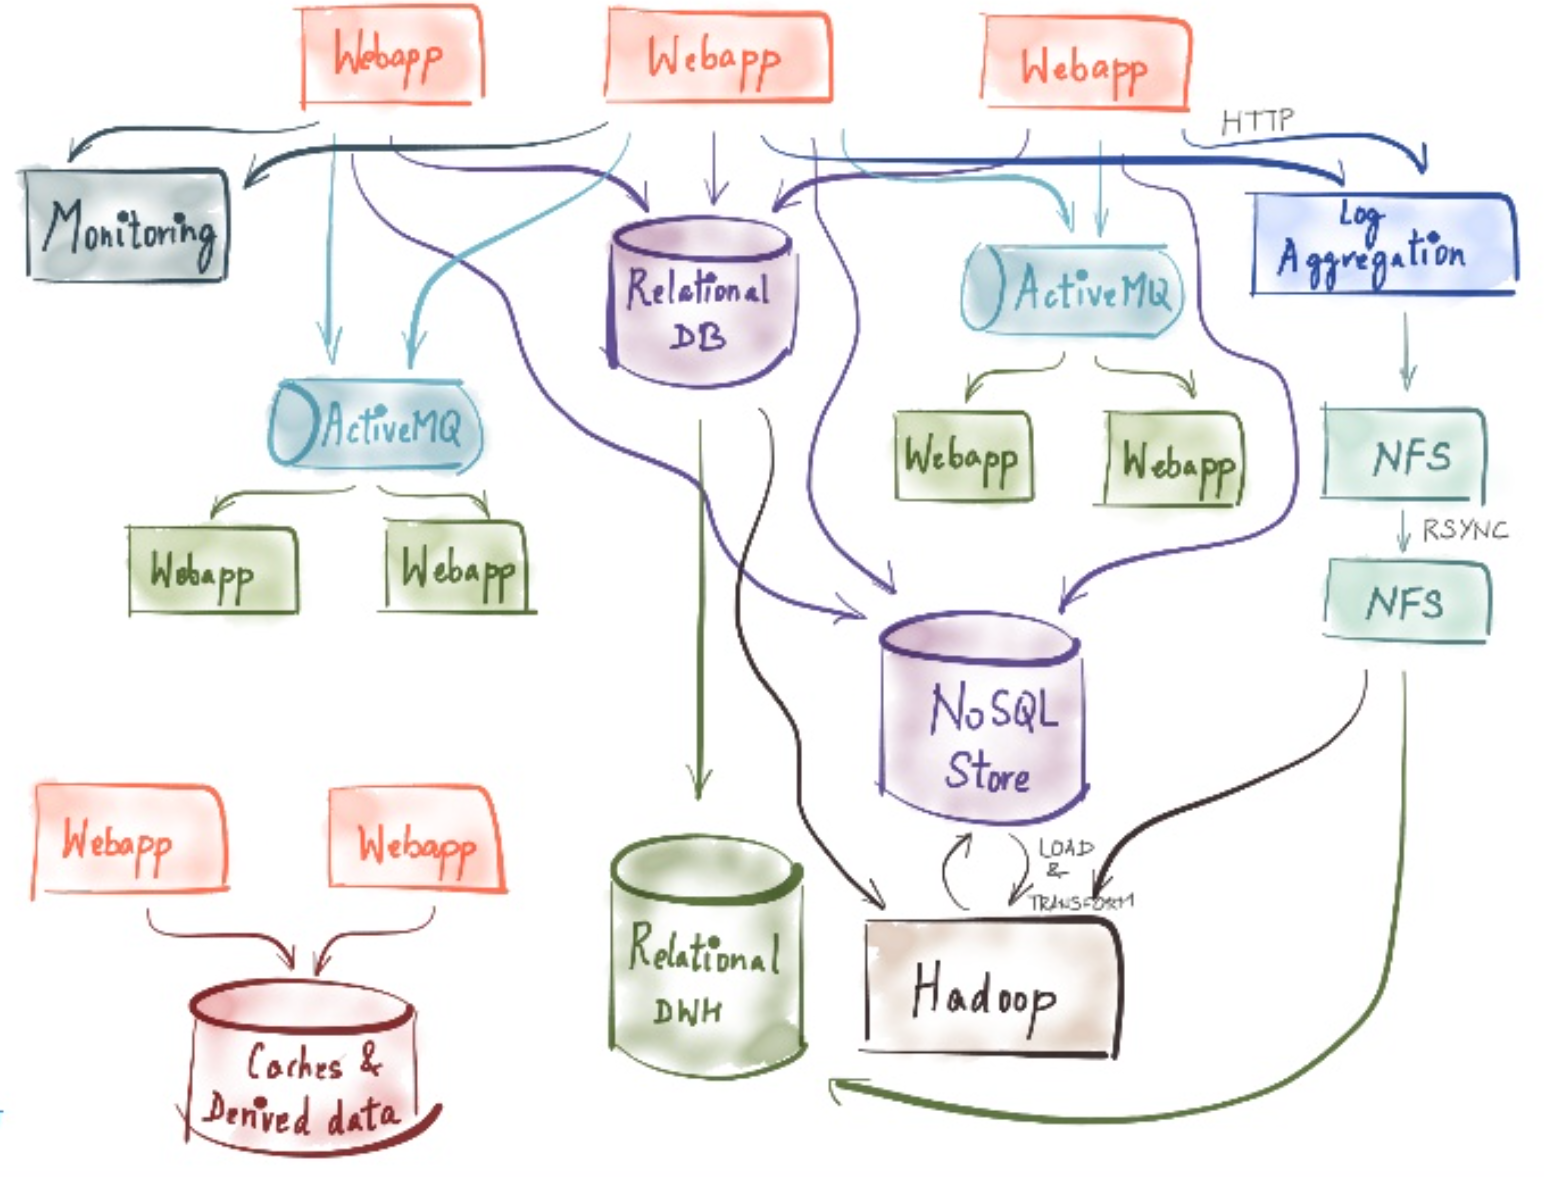 Webapp
Webapp
Webapp
HTTP
Monitoring
Log
Aggregation
Relational
DB
ActiveMQ
ActiveMQ
Webapp
Webapp
NFS
RSYNC
Webapp
Webapp
NFS
NoSQL
Store
Webapp
Webapp
LOAD
&
TRANSFORM
Relational
DWH
Hadoop
Caches &
Derived data